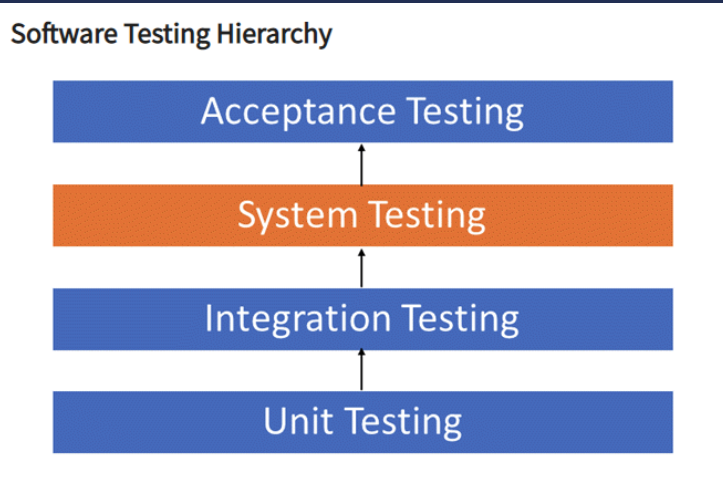 Software Testing Hierarchy
Acceptance Testing
System Testing
Integration Testing
Unit Testing